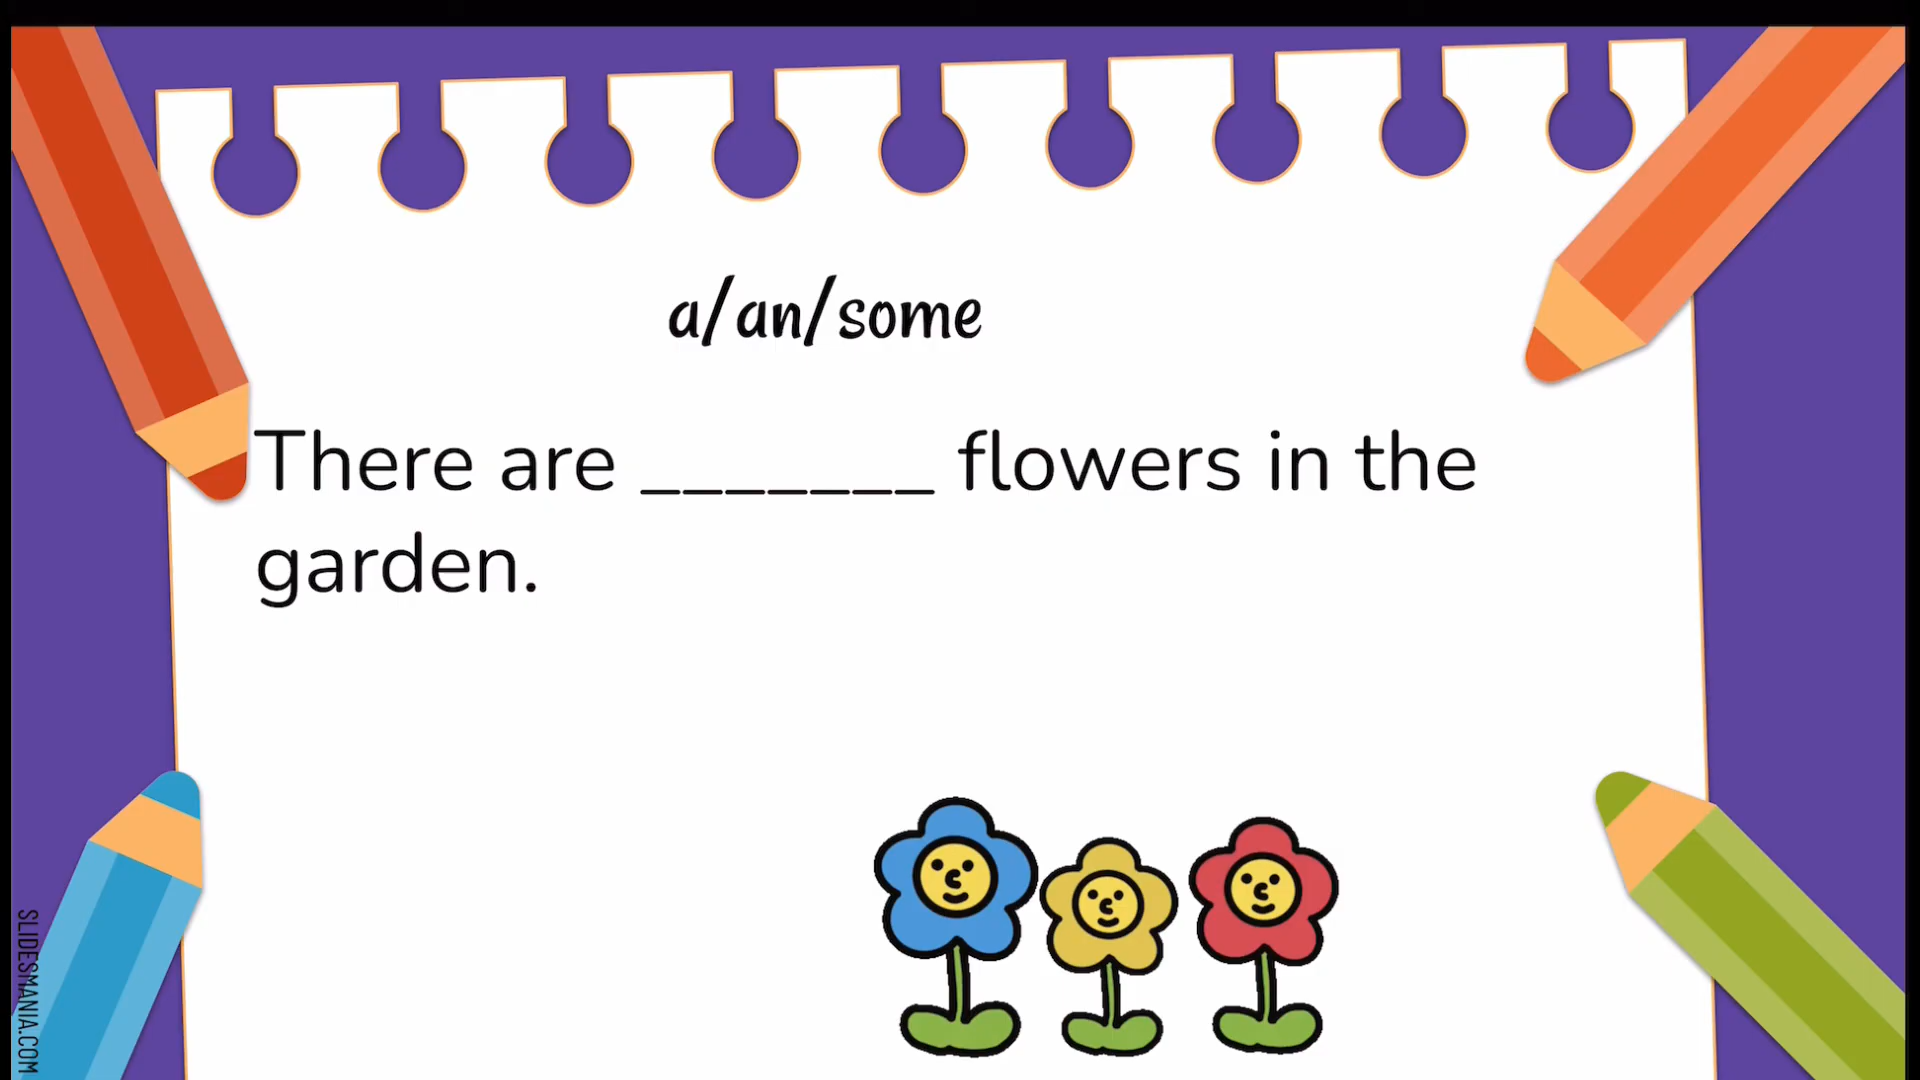 a/an/some
There are _______ flowers in the
garden.
SLIDESMANIA.COM